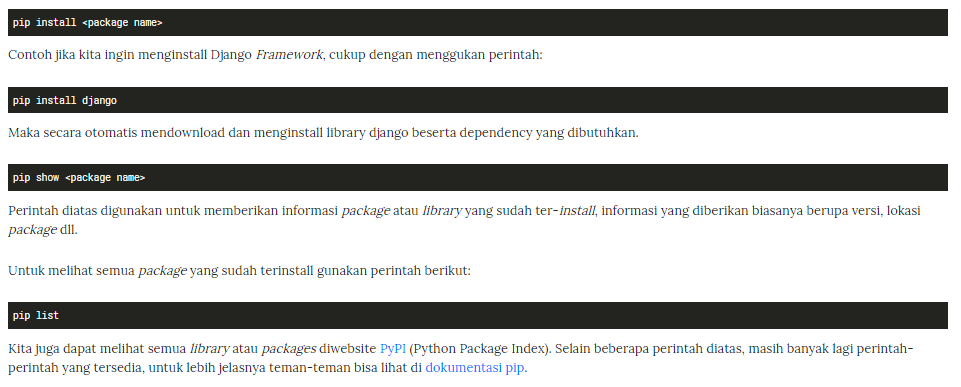 pip install <package name>
Contoh jika kita ingin menginstall Django Framework, cukup dengan menggukan perintah:
pip install django
Maka secara otomatis mendownload dan menginstall library django beserta dependency yang dibutuhkan.
pip show <package name>
Perintah diatas digunakan untuk memberikan informasi package atau library yang sudah ter-install, informasi yang diberikan biasanya berupa versi, lokasi
package dll.
Untuk melihat semua package yang sudah terinstall gunakan perintah berikut:
pip list
Kita juga dapat melihat semua library atau packages diwebsite PyPI (Python Package Index). Selain beberapa perintah diatas, masih banyak lagi perintah-
perintah yang tersedia, untuk lebih jelasnya teman-teman bisa lihat di dokumentasi pip.